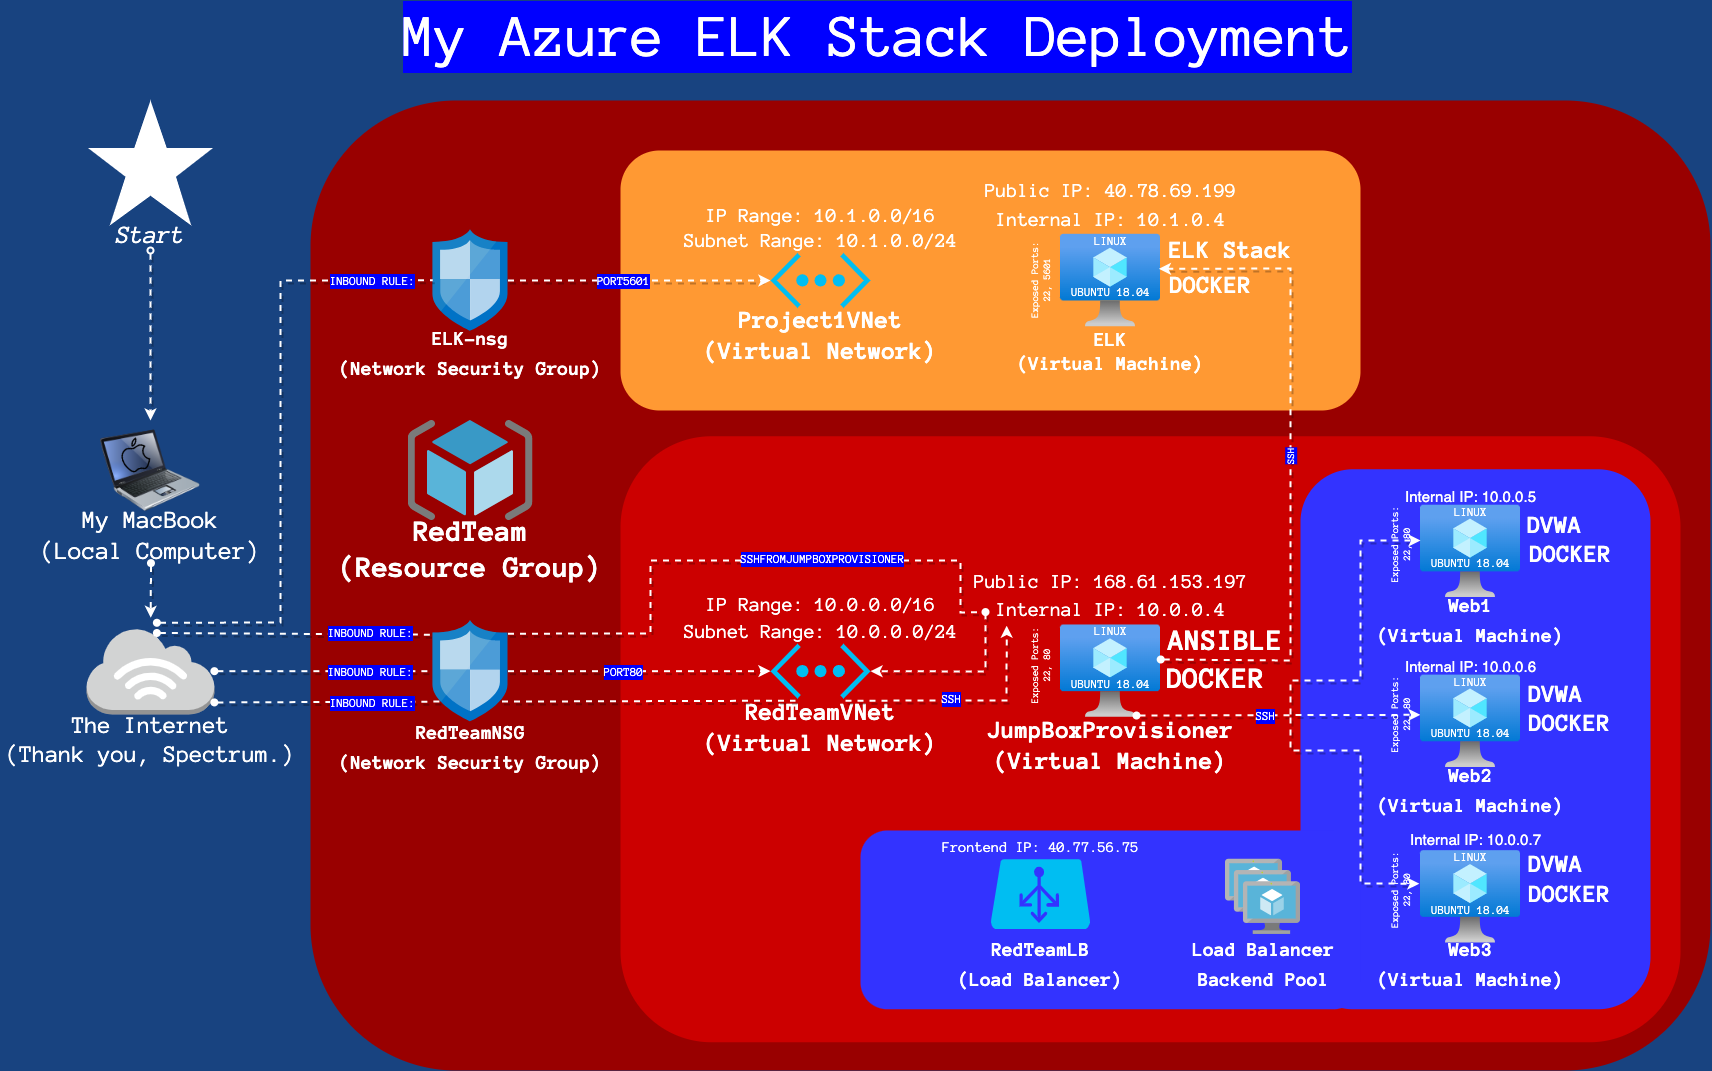 My Azure ELK Stack Deployment
Start
My MacBook
(Local Computer)
The Internet
(Thank you, Spectrum.)
INBOUND RULE:
ELK-nsg
(Network Security Group)
PORT5601
IP Range: 10.1.0.0/16
Subnet Range: 10.1.0.0/24
Project1VNet
(Virtual Network)
Public IP: 40.78.69.199
Internal IP: 10.1.0.4
Exposed Ports:
22, 5601
LINUX
UBUNTU 18.04
ELK Stack
DOCKER
ELK
(Virtual Machine)
SSH
RedTeam
(Resource Group)
INBOUND RULE:
INBOUND RULE:
INBOUND RULE:
RedTeamNSG
(Network Security Group)
SSHFROMJUMPBOXPROVISIONER
PORT80
SSH
IP Range: 10.0.0.0/16
Subnet Range: 10.0.0.0/24
RedTeamVNet
(Virtual Network)
Public IP: 168.61.153.197
Internal IP: 10.0.0.4
Exposed Ports:
22, 80
LINUX
UBUNTU 18.04
ANSIBLE
DOCKER
JumpBoxProvisioner
(Virtual Machine)
SSH
Internal IP: 10.0.0.5
Exposed Ports:
22, 80
LINUX
UBUNTU 18.04
DVWA
DOCKER
Web1
(Virtual Machine)
Internal IP: 10.0.0.6
Exposed Ports:
22, 80
LINUX
UBUNTU 18.04
DVWA
DOCKER
Web2
(Virtual Machine)
Internal IP: 10.0.0.7
Exposed Ports:
22, 80
LINUX
UBUNTU 18.04
DVWA
DOCKER
Web3
(Virtual Machine)
Frontend IP: 40.77.56.75
RedTeamLB
(Load Balancer)
Load Balancer
Backend Pool